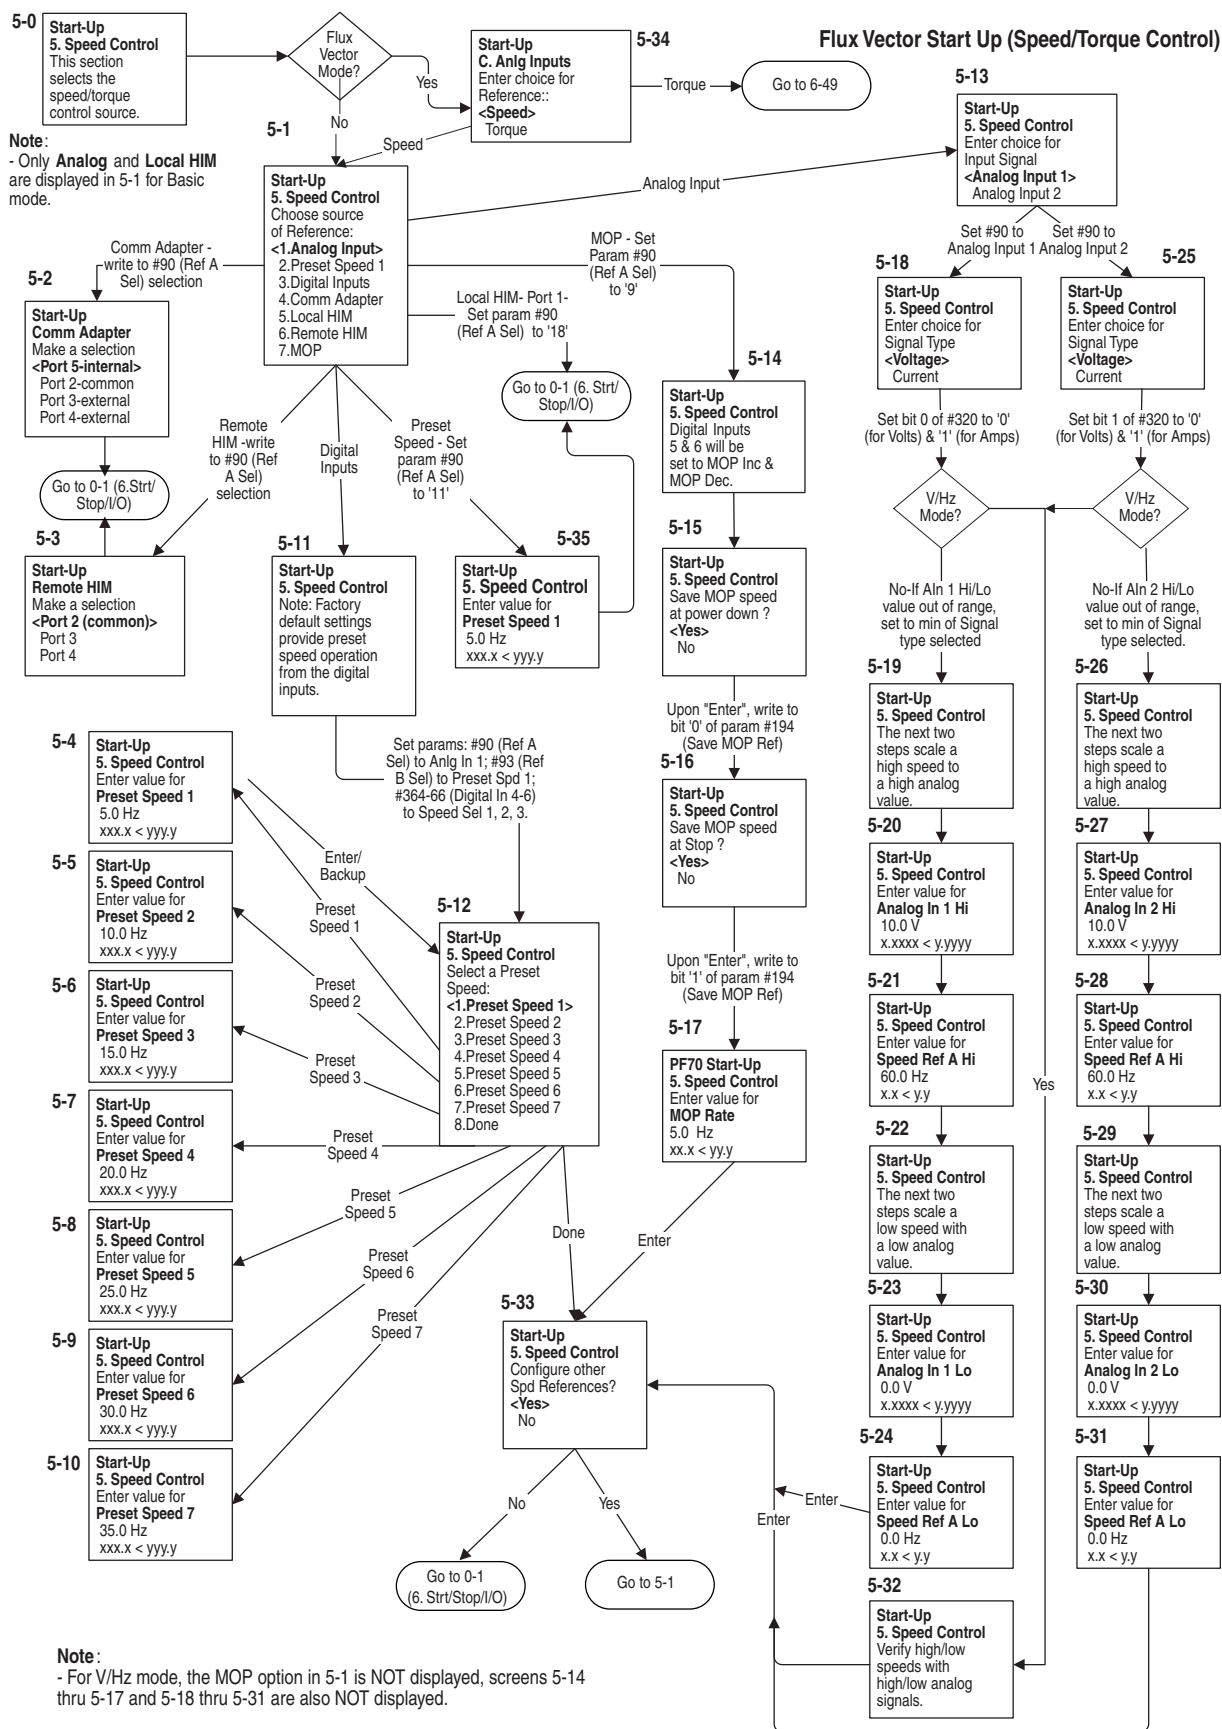 Flux Vector Start Up (Speed/Torque Control)
5-0
Start-Up
5. Speed Control
This section
selects the
speed/torque
control source.
Flux
Vector
Mode?
Yes
No
5-34
Start-Up
C. Anlg Inputs
Enter choice for
Reference::
<Speed>
Torque
Torque
Go to 6-49
Speed
Note:
- Only Analog and Local HIM
are displayed in 5-1 for Basic
mode.
5-1
Start-Up
5. Speed Control
Choose source
of Reference:
<1.Analog Input>
2.Preset Speed 1
3.Digital Inputs
4.Comm Adapter
5.Local HIM
6.Remote HIM
7.MOP
Analog Input
Comm Adapter -
write to #90 (Ref A
Sel) selection
5-2
Start-Up
Comm Adapter
Make a selection
<Port 5-internal>
Port 2-common
Port 3-external
Port 4-external
Go to 0-1 (6.Strt/
Stop/I/O)
5-3
Start-Up
Remote HIM
Make a selection
<Port 2 (common)>
Port 3
Port 4
Remote
HIM -write
to #90 (Ref
A Sel)
selection
Digital
Inputs
Preset
Speed - Set
param #90
(Ref A Sel)
to '11'
Local HIM- Port 1-
Set param #90
(Ref A Sel) to '18'
Go to 0-1 (6. Strt/
Stop/I/O)
MOP - Set
Param #90
(Ref A Sel)
to '9'
5-11
Start-Up
5. Speed Control
Note: Factory
default settings
provide preset
speed operation
from the digital
inputs.
5-35
Start-Up
5. Speed Control
Enter value for
Preset Speed 1
5.0 Hz
xxx.x < yyy.y
Set params: #90 (Ref A
Sel) to Anlg In 1; #93 (Ref
B Sel) to Preset Spd 1;
#364-66 (Digital In 4-6)
to Speed Sel 1, 2, 3.
5-4
Start-Up
5. Speed Control
Enter value for
Preset Speed 1
5.0 Hz
xxx.x < yyy.y
5-5
Start-Up
5. Speed Control
Enter value for
Preset Speed 2
10.0 Hz
xxx.x < yyy.y
5-6
Start-Up
5. Speed Control
Enter value for
Preset Speed 3
15.0 Hz
xxx.x < yyy.y
5-7
Start-Up
5. Speed Control
Enter value for
Preset Speed 4
20.0 Hz
xxx.x < yyy.y
5-8
Start-Up
5. Speed Control
Enter value for
Preset Speed 5
25.0 Hz
xxx.x < yyy.y
5-9
Start-Up
5. Speed Control
Enter value for
Preset Speed 6
30.0 Hz
xxx.x < yyy.y
5-10
Start-Up
5. Speed Control
Enter value for
Preset Speed 7
35.0 Hz
xxx.x < yyy.y
Enter/
Backup
Preset
Speed 1
Preset
Speed 2
Preset
Speed 3
Preset
Speed 4
Preset
Speed 5
Preset
Speed 6
Preset
Speed 7
5-12
Start-Up
5. Speed Control
Select a Preset
Speed:
<1.Preset Speed 1>
2.Preset Speed 2
3.Preset Speed 3
4.Preset Speed 4
5.Preset Speed 5
6.Preset Speed 6
7.Preset Speed 7
8.Done
Done
5-14
Start-Up
5. Speed Control
Digital Inputs
5 & 6 will be
set to MOP Inc &
MOP Dec.
5-15
Start-Up
5. Speed Control
Save MOP speed
at power down ?
<Yes>
No
Upon "Enter", write to
bit '0' of param #194
(Save MOP Ref)
5-16
Start-Up
5. Speed Control
Save MOP speed
at Stop ?
<Yes>
No
Upon "Enter", write to
bit '1' of param #194
(Save MOP Ref)
5-17
PF70 Start-Up
5. Speed Control
Enter value for
MOP Rate
5.0 Hz
xx.x < yy.y
Enter
5-33
Start-Up
5. Speed Control
Configure other
Spd References?
<Yes>
No
No
Yes
Go to 0-1
(6. Strt/Stop/I/O)
Go to 5-1
5-13
Start-Up
5. Speed Control
Enter choice for
Input Signal
<Analog Input 1>
Analog Input 2
Set #90 to
Analog Input 1
Set #90 to
Analog Input 2
5-18
Start-Up
5. Speed Control
Enter choice for
Signal Type
<Voltage>
Current
Set bit 0 of #320 to '0'
(for Volts) & '1' (for Amps)
V/Hz
Mode?
No-If AIn 1 Hi/Lo
value out of range,
set to min of Signal
type selected
5-19
Start-Up
5. Speed Control
The next two
steps scale a
high speed to
a high analog
value.
5-20
Start-Up
5. Speed Control
Enter value for
Analog In 1 Hi
10.0 V
x.xxxx < y.yyyy
5-21
Start-Up
5. Speed Control
Enter value for
Speed Ref A Hi
60.0 Hz
x.x < y.y
5-22
Start-Up
5. Speed Control
The next two
steps scale a
low speed with
a low analog
value.
5-23
Start-Up
5. Speed Control
Enter value for
Analog In 1 Lo
0.0 V
x.xxxx < y.yyyy
5-24
Start-Up
5. Speed Control
Enter value for
Speed Ref A Lo
0.0 Hz
x.x < y.y
Enter
Enter
5-32
Start-Up
5. Speed Control
Verify high/low
speeds with
high/low analog
signals.
Yes
5-25
Start-Up
5. Speed Control
Enter choice for
Signal Type
<Voltage>
Current
Set bit 1 of #320 to '0'
(for Volts) & '1' (for Amps)
V/Hz
Mode?
No-If AIn 2 Hi/Lo
value out of range,
set to min of Signal
type selected.
5-26
Start-Up
5. Speed Control
The next two
steps scale a
high speed to
a high analog
value.
5-27
Start-Up
5. Speed Control
Enter value for
Analog In 2 Hi
10.0 V
x.xxxx < y.yyyy
5-28
Start-Up
5. Speed Control
Enter value for
Speed Ref A Hi
60.0 Hz
x.x < y.y
5-29
Start-Up
5. Speed Control
The next two
steps scale a
low speed with
a low analog
value.
5-30
Start-Up
5. Speed Control
Enter value for
Analog In 2 Lo
0.0 V
x.xxxx < y.yyyy
5-31
Start-Up
5. Speed Control
Enter value for
Speed Ref A Lo
0.0 Hz
x.x < y.y
Note:
- For V/Hz mode, the MOP option in 5-1 is NOT displayed, screens 5-14
thru 5-17 and 5-18 thru 5-31 are also NOT displayed.